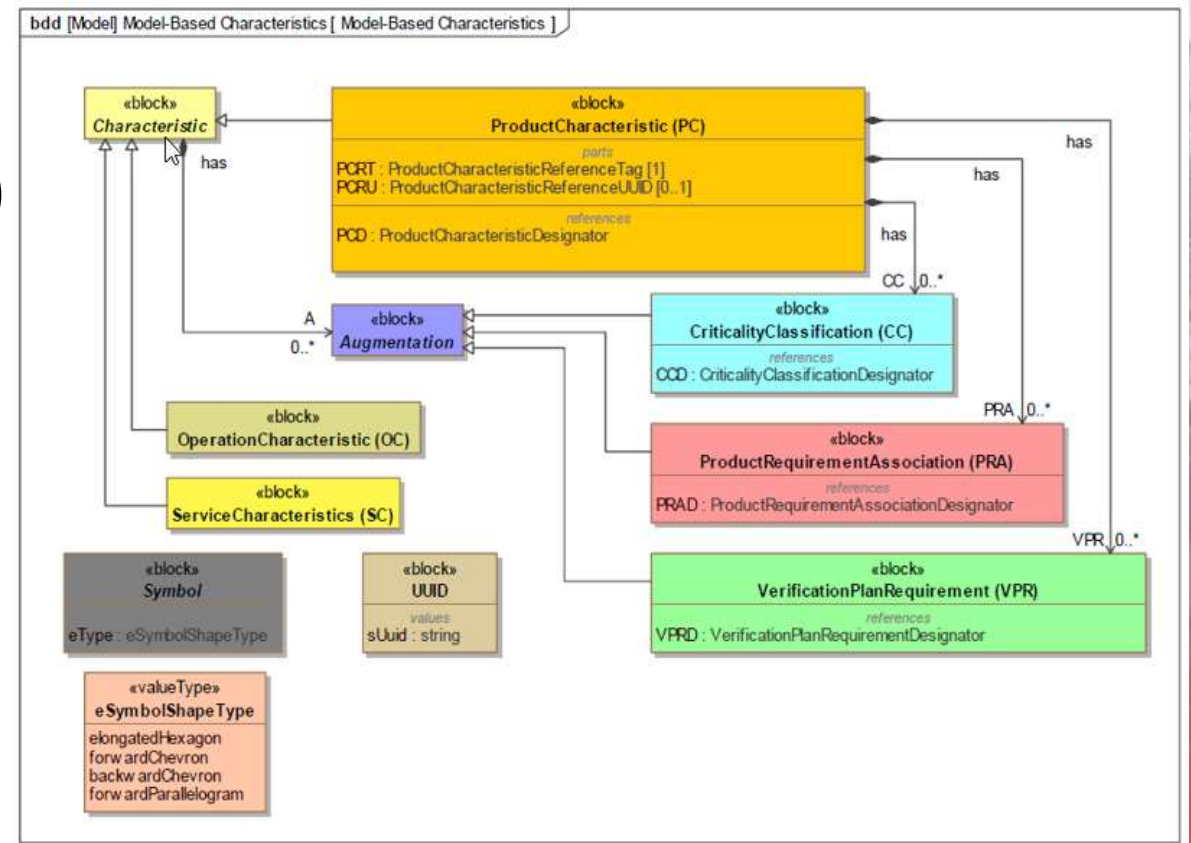 bdd [Model] Model-Based Characteristics [ Model-Based Characteristics ]
«block»
Characteristic
has
«block»
ProductCharacteristic (PC)
parts
PCRT : ProductCharacteristicReferenceTag [1]
PCRU : ProductCharacteristicReferenceUUID [0..1]
references
PCD : ProductCharacteristicDesignator
has
has
has
CC 0..*
A
0..*
«block»
Augmentation
«block»
CriticalityClassification (CC)
references
CCD : CriticalityClassificationDesignator
PRA 0..*
«block»
OperationCharacteristic (OC)
«block»
ProductRequirementAssociation (PRA)
references
PRAD : ProductRequirementAssociationDesignator
«block»
ServiceCharacteristics (SC)
VPR 0..*
«block»
Symbol
eType : eSymbolShapeType
«block»
UUID
values
sUuid : string
«block»
VerificationPlanRequirement (VPR)
references
VPRD : VerificationPlanRequirementDesignator
«valueType»
eSymbolShapeType
elongatedHexagon
forwardChevron
backwardChevron
forwardParallelogram